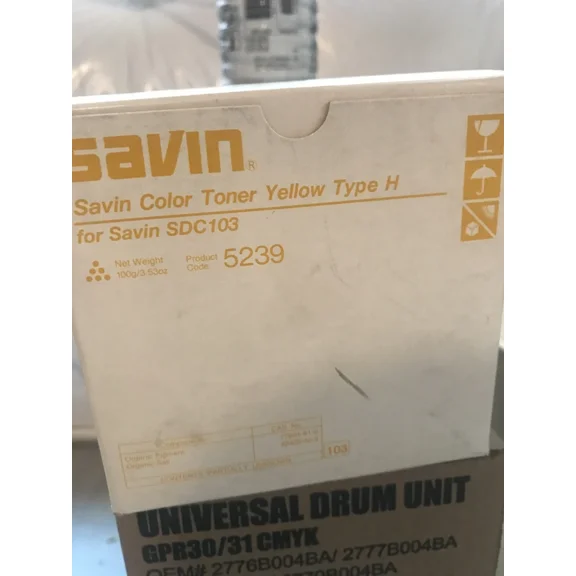 savin®
Savin Color Toner Yellow Type H
for Savin SDC103
Net Weight
100g/3.53oz
Product
Code
5239
103
UNIVERSAL DRUM UNIT
GPR30/31 CMYK
OEM# 2776B004BA/ 2777B004BA